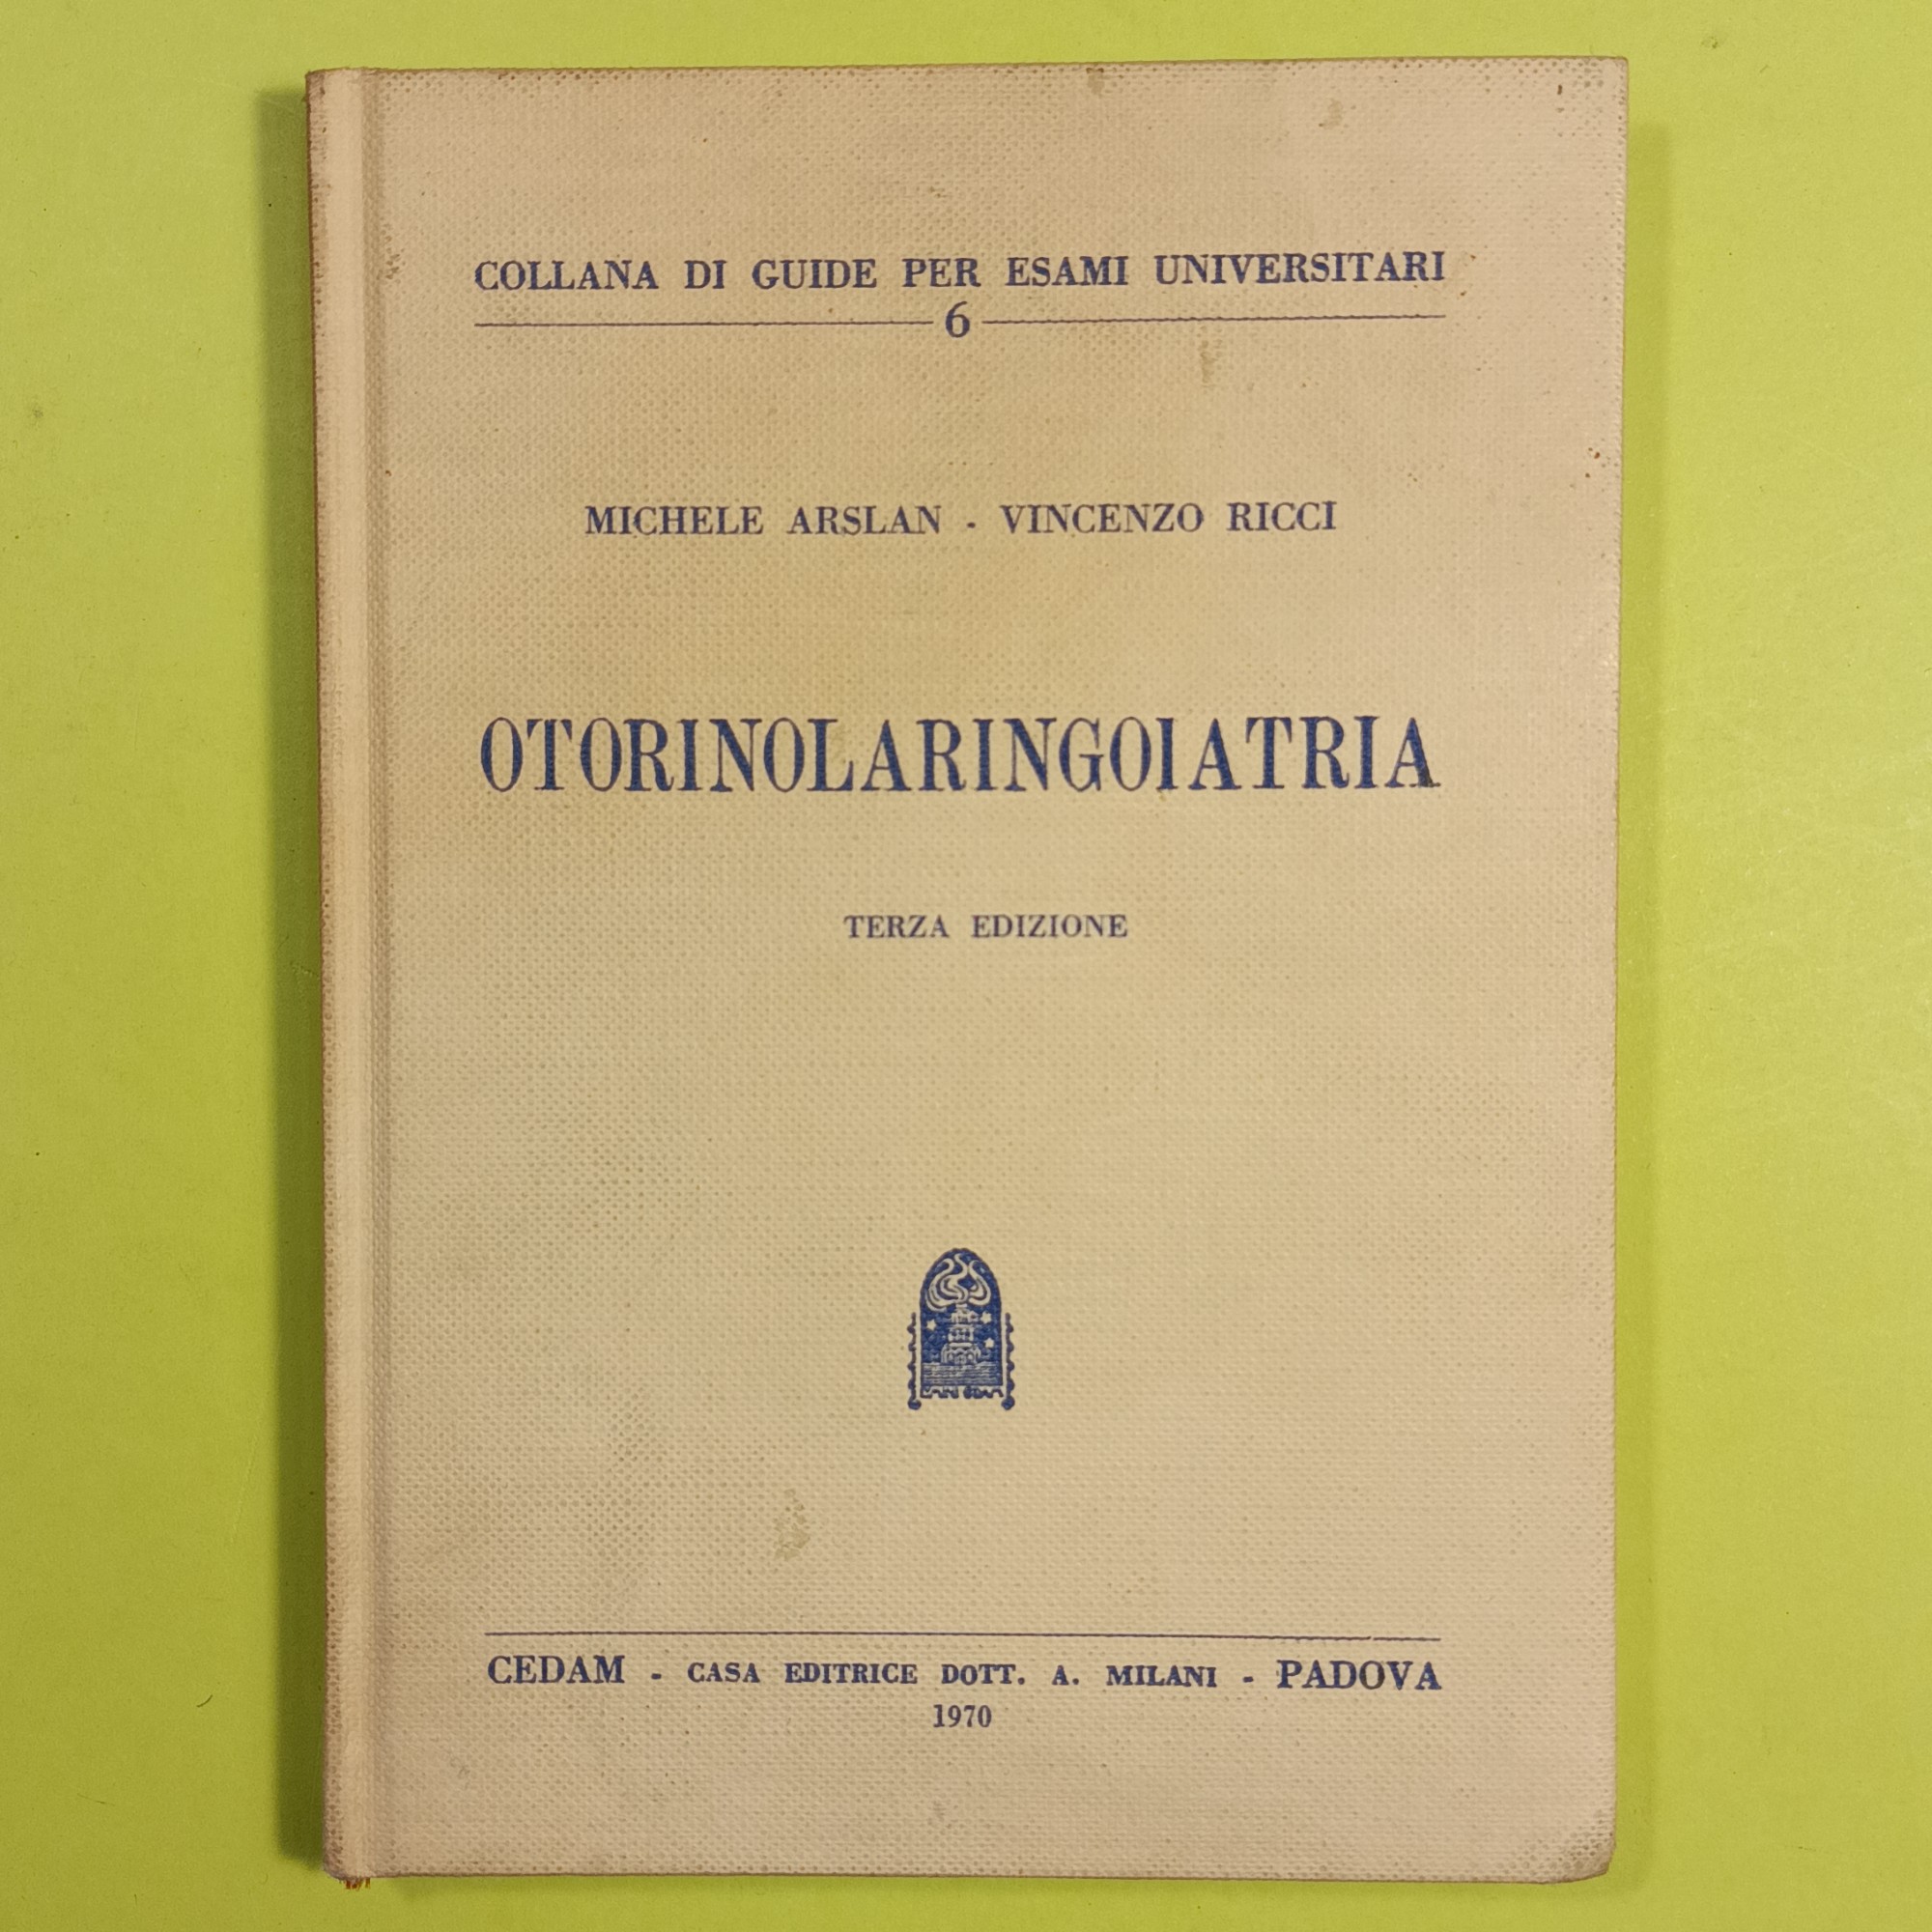 COLLANA DI GUIDE PER ESAMI UNIVERSITARI
6
MICHELE ARSLAN - VINCENZO RICCI
OTORINOLARINGOIATRIA
TERZA EDIZIONE
CEDAM - CASA EDITRICE DOTT. A. MILANI - PADOVA
1970